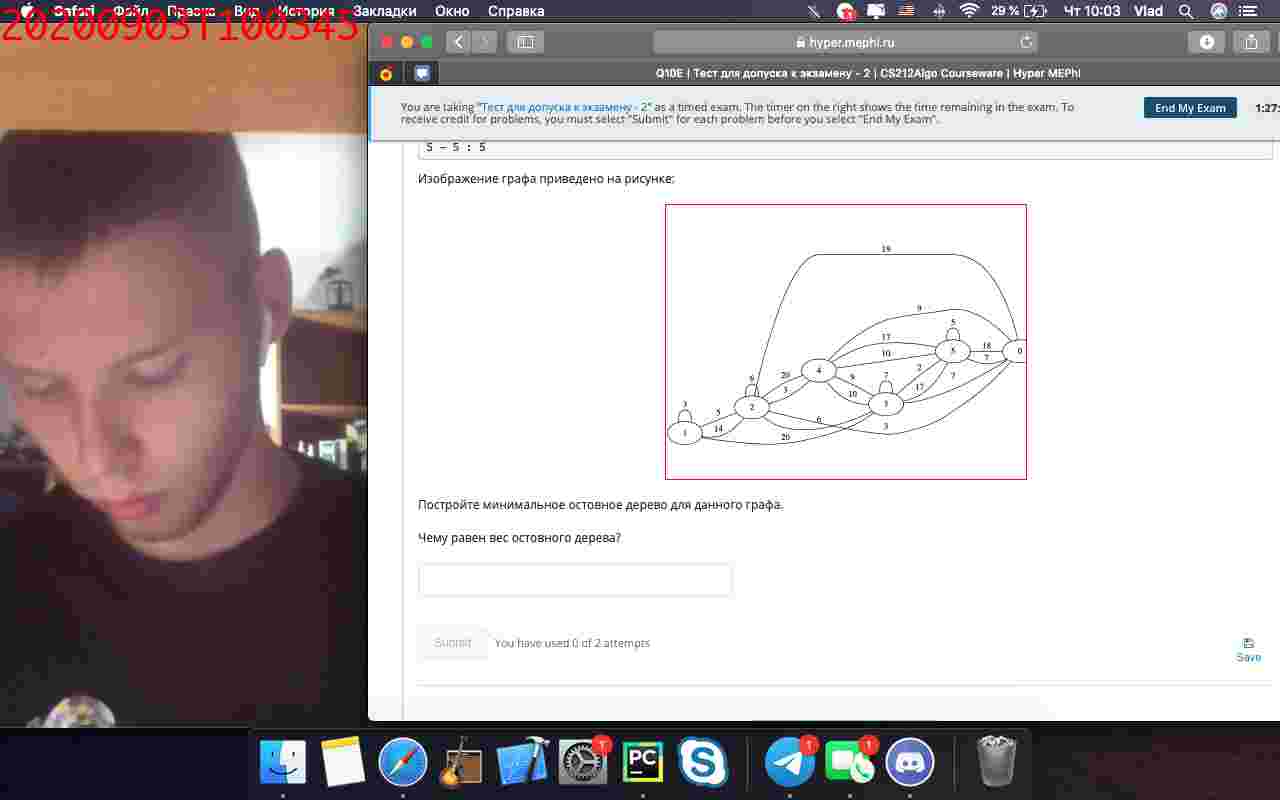 20200903T100345
Safari Файл Правка Вид История Закладки Окно Справка
29 % Чт 10:03 Vlad
hyper.mephi.ru
Q10E | Тест для допуска к экзамену - 2 | CS212Algo Courseware | Hyper MEPhI
You are taking "Тест для допуска к экзамену - 2" as a timed exam. The timer on the right shows the time remaining in the exam. To
receive credit for problems, you must select "Submit" for each problem before you select "End My Exam".
End My Exam
1:27:
5 - 5 : 5
Изображение графа приведено на рисунке:
19
9
5
17
18
10
5
0
7
4
2
7
20
9
7
9
3
10
17
3
5
2
3
6
14
3
1
20
Постройте минимальное остовное дерево для данного графа.
Чему равен вес остовного дерева?
Submit
You have used 0 of 2 attempts
Save
PC
1
1